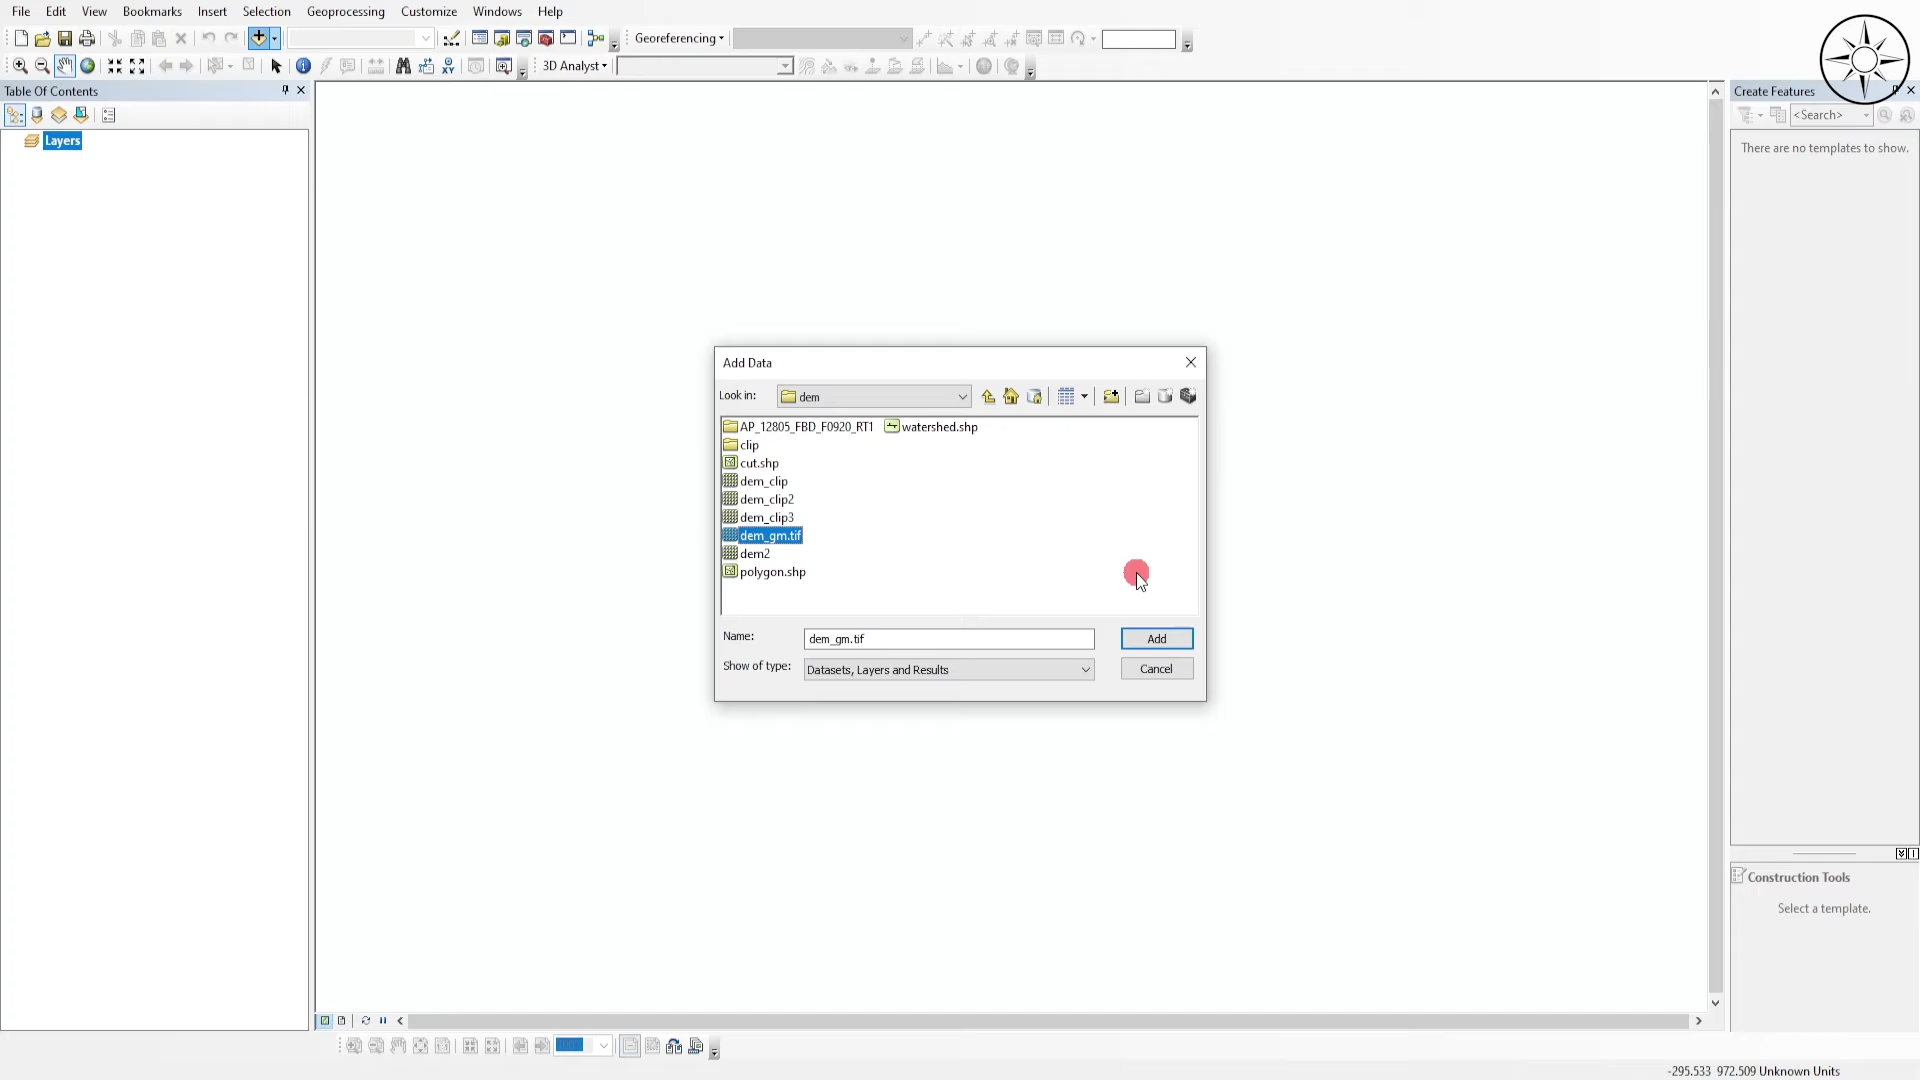 File Edit View Bookmarks Insert Selection Geoprocessing Customize Windows Help
Georeferencing
3D Analyst
Table Of Contents
Layers
Create Features
<Search>
There are no templates to show.
Add Data
Look in: dem
AP_12805_FBD_F0920_RT1 watershed.shp
clip
cut.shp
dem_clip
dem_clip2
dem_clip3
dem_gm.tif
dem2
polygon.shp
Name: dem_gm.tif Add
Show of type: Datasets, Layers and Results Cancel
Construction Tools
Select a template.
-295.533 972.509 Unknown Units